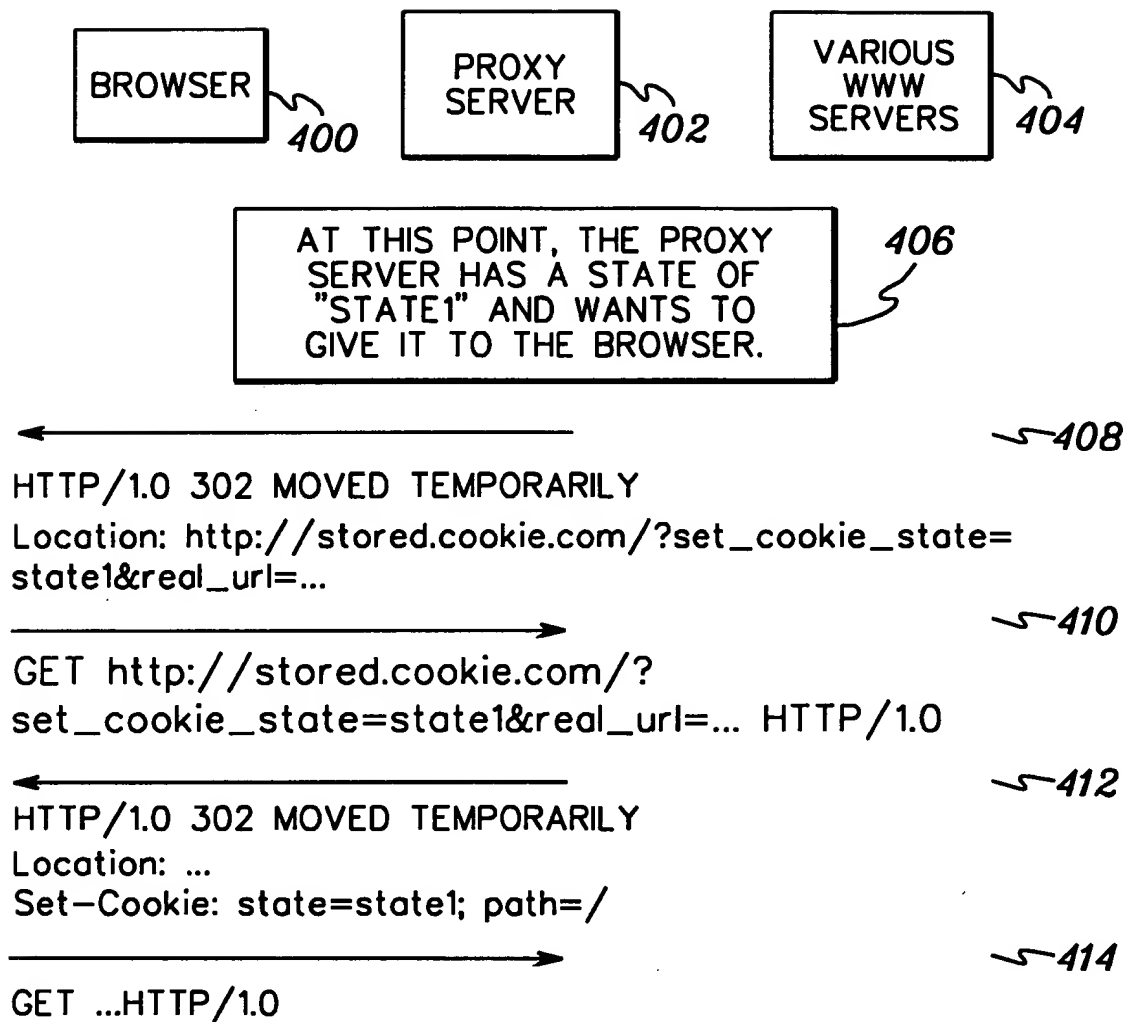 BROWSER
400
PROXY
SERVER
402
VARIOUS
WWW
SERVERS
404
AT THIS POINT, THE PROXY
SERVER HAS A STATE OF
"STATE1" AND WANTS TO
GIVE IT TO THE BROWSER.
406
408
HTTP/1.0 302 MOVED TEMPORARILY
Location: http://stored.cookie.com/?set_cookie_state=
state1&real_url=...
410
GET http://stored.cookie.com/?
set_cookie_state=state1&real_url=... HTTP/1.0
412
HTTP/1.0 302 MOVED TEMPORARILY
Location: ...
Set-Cookie: state=state1; path=/
414
GET ...HTTP/1.0